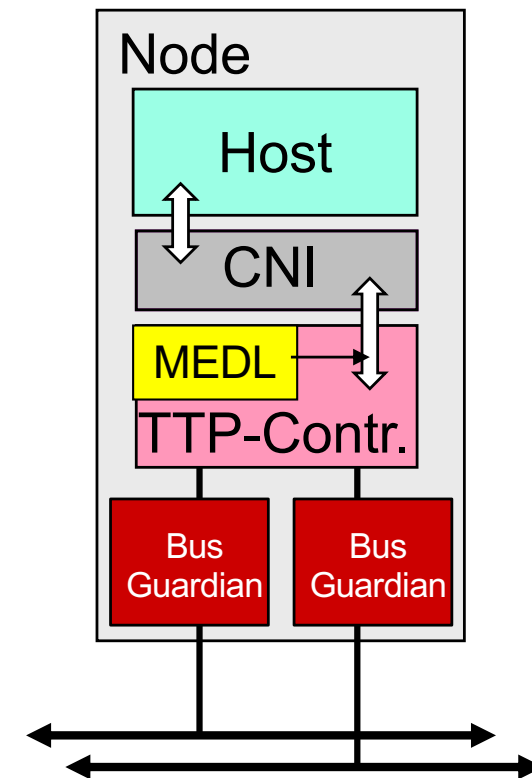 Node
Host
CNI
MEDL
TTP-Contr.
Bus
Guardian
Bus
Guardian